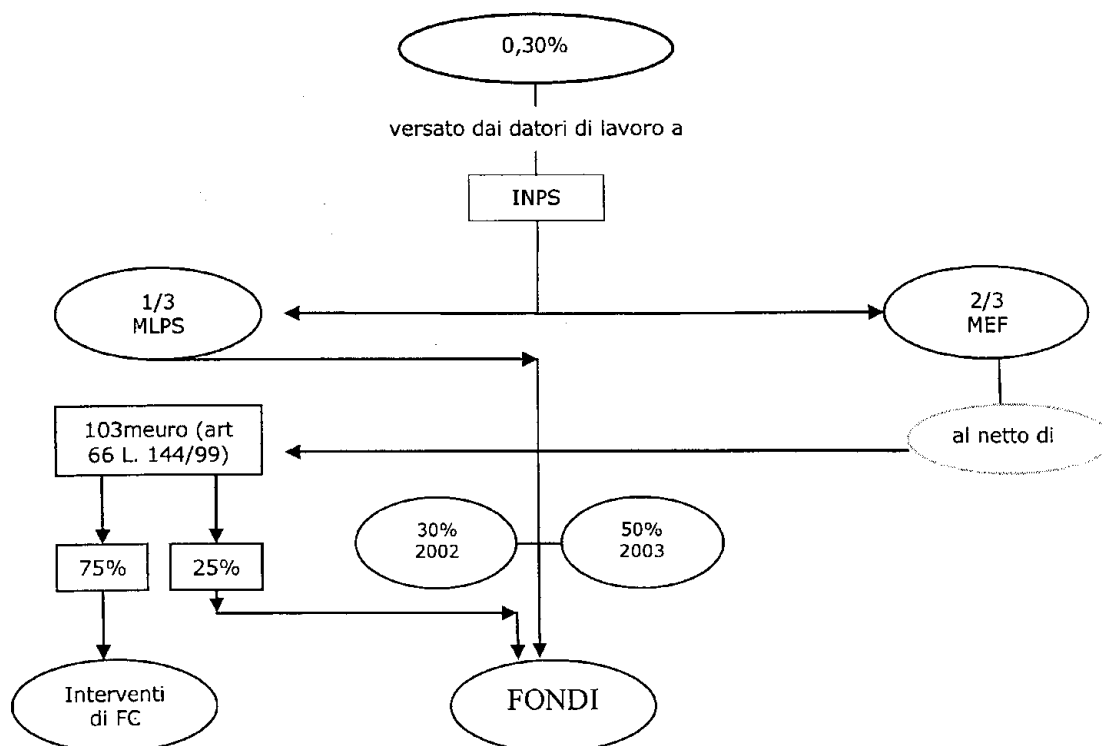 0,30%
versato dai datori di lavoro a
INPS
1/3
MLPS
2/3
MEF
103meuro (art
66 L. 144/99)
al netto di
30%
2002
50%
2003
75%
25%
Interventi
di FC
FONDI